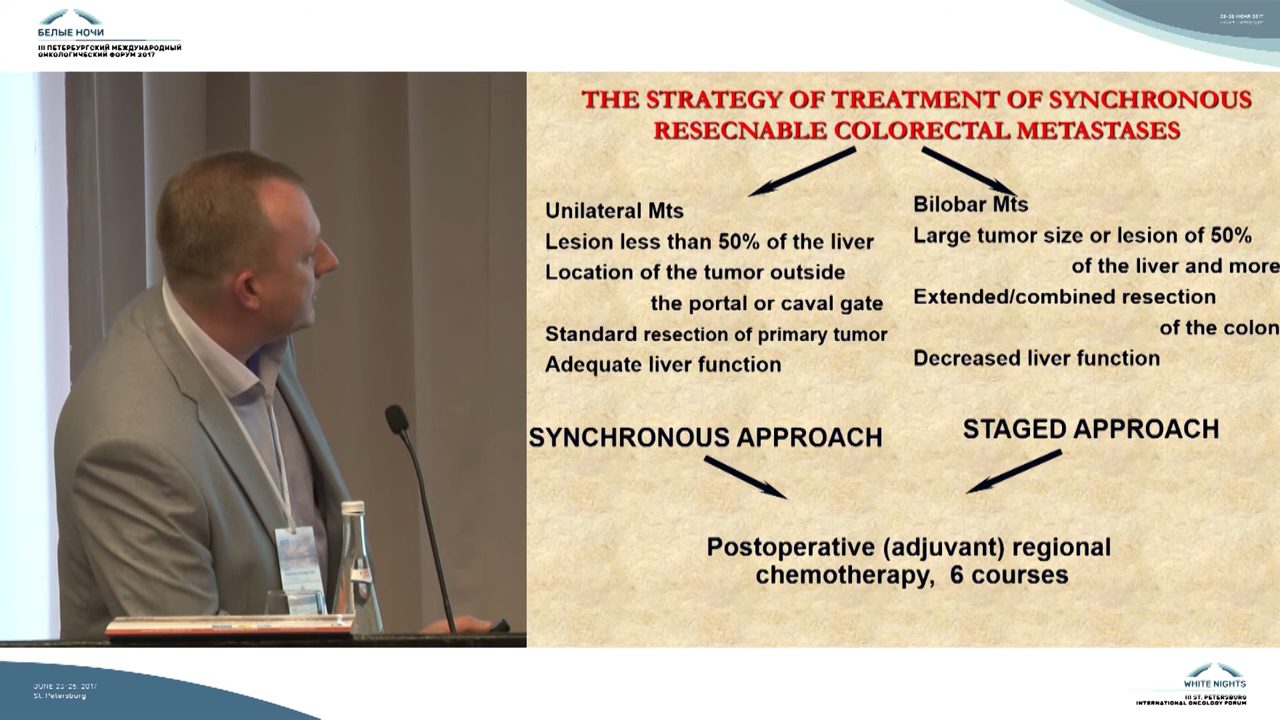 БЕЛЫЕ НОЧИ
III ПЕТЕРБУРГСКИЙ МЕЖДУНАРОДНЫЙ
ОНКОЛОГИЧЕСКИЙ ФОРУМ 2017
THE STRATEGY OF TREATMENT OF SYNCHRONOUS
RESECNABLE COLORECTAL METASTASES
Unilateral Mts
Lesion less than 50% of the liver
Location of the tumor outside
the portal or caval gate
Standard resection of primary tumor
Adequate liver function
SYNCHRONOUS APPROACH
Bilobar Mts
Large tumor size or lesion of 50%
of the liver and more
Extended/combined resection
of the colon
Decreased liver function
STAGED APPROACH
Postoperative (adjuvant) regional
chemotherapy, 6 courses
St. Petersburg
WHITE NIGHTS
III ST. PETERSBURG
INTERNATIONAL ONCOLOGY FORUM